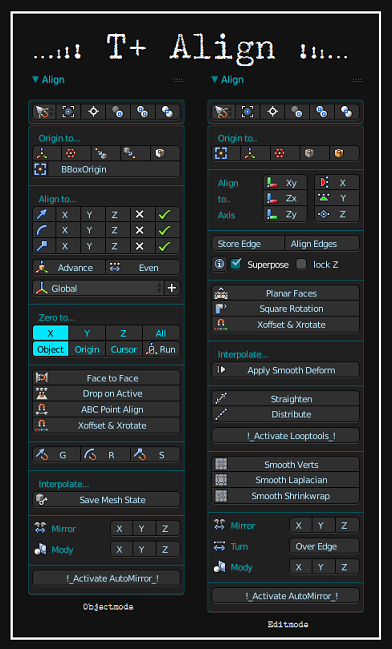 ...ıı!! T+ Align !!ıı...
Align
Origin to...
BBoxOrigin
Align to...
X Y Z
X Y Z
X Y Z
Advance Even
Global +
Zero to...
X Y Z All
Object Origin Cursor Run
Face to Face
Drop on Active
ABC Point Align
Xoffset & Xrotate
G R S
Interpolate...
Save Mesh State
Mirror X Y Z
Mody X Y Z
!_Activate AutoMirror_!
Objectmode
Align
Origin to..
Align Xy X
to.. Zx Y
Axis Zy Z
Store Edge Align Edges
Superpose lock Z
Planar Faces
Square Rotation
Xoffset & Xrotate
Interpolate...
Apply Smooth Deform
Straighten
Distribute
!_Activate Looptools_!
Smooth Verts
Smooth Laplacian
Smooth Shrinkwrap
Mirror X Y Z
Turn Over Edge
Mody X Y Z
!_Activate AutoMirror_!
Editmode